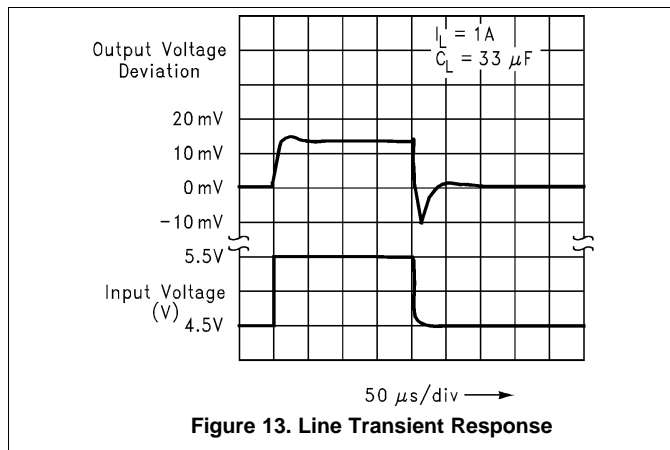 Output Voltage
Deviation
I_L = 1A
C_L = 33 μF
20 mV
10 mV
0 mV
−10 mV
5.5V
Input Voltage
(V)
4.5V
50 μs/div
Figure 13. Line Transient Response